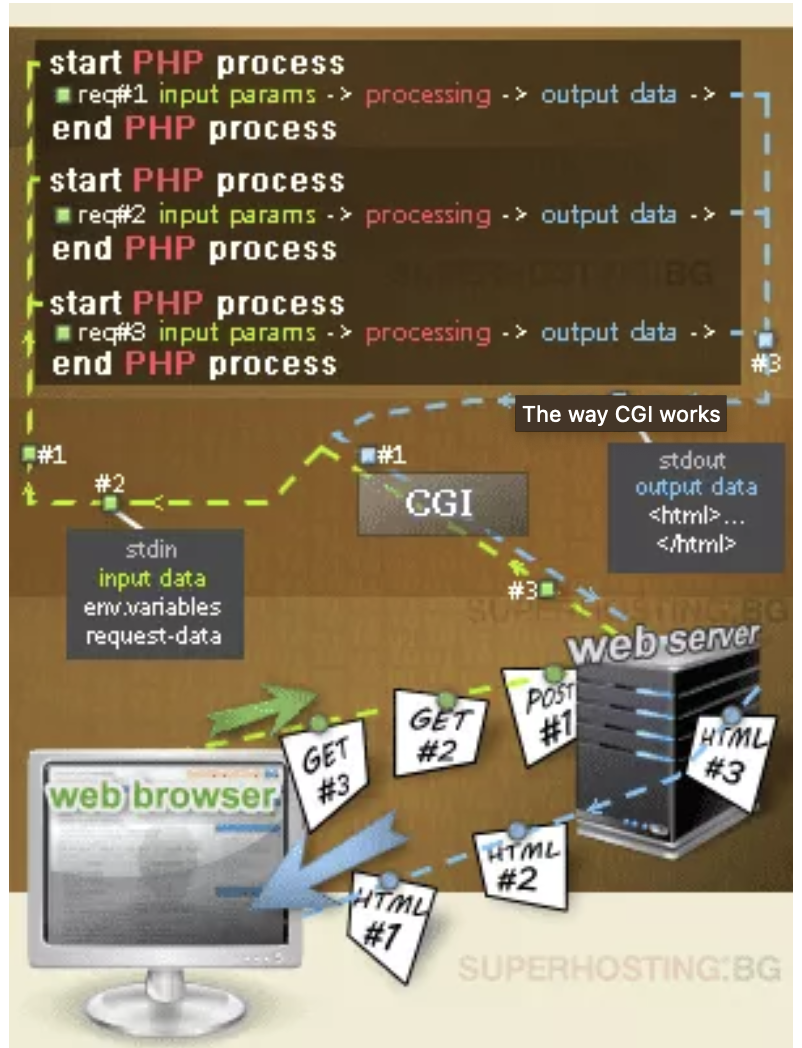 start PHP process
req#1 input params -> processing -> output data ->
end PHP process
start PHP process
req#2 input params -> processing -> output data ->
end PHP process
SUPERHOSTING.BG
start PHP process
req#3 input params -> processing -> output data ->
end PHP process
#3
The way CGI works
#1
#1
#2
CGI
stdout
output data
<html>...
</html>
stdin
input data
env.variables
request-data
#3
SUPERHOSTING.BG
web server
POST
#1
GET
#2
GET
#3
HTML
#3
web browser
HTML
#2
HTML
#1
SUPERHOSTING.BG